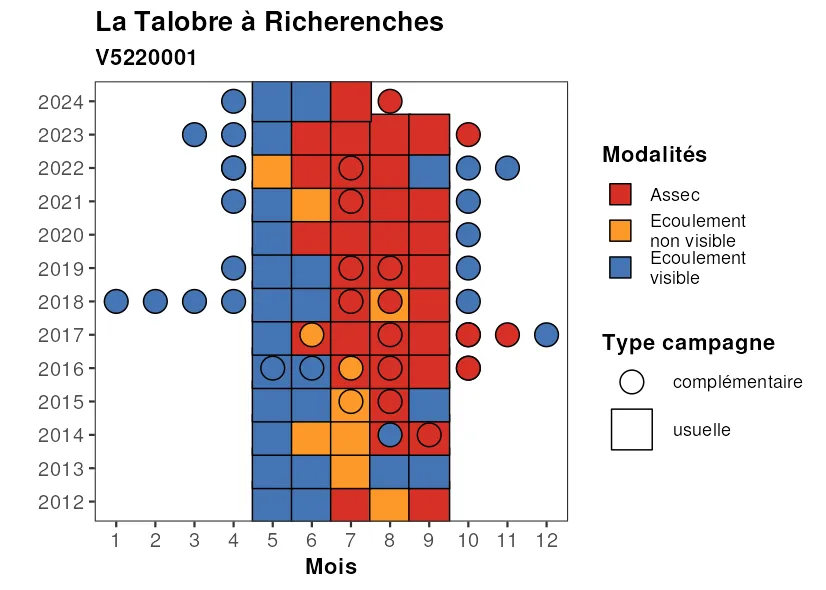 La Talobre à Richerenches
V5220001
2024
2023
2022
2021
2020
2019
2018
2017
2016
2015
2014
2013
2012
1 2 3 4 5 6 7 8 9 10 11 12
Mois
Modalités
Assec
Ecoulement
non visible
Ecoulement
visible
Type campagne
complémentaire
usuelle